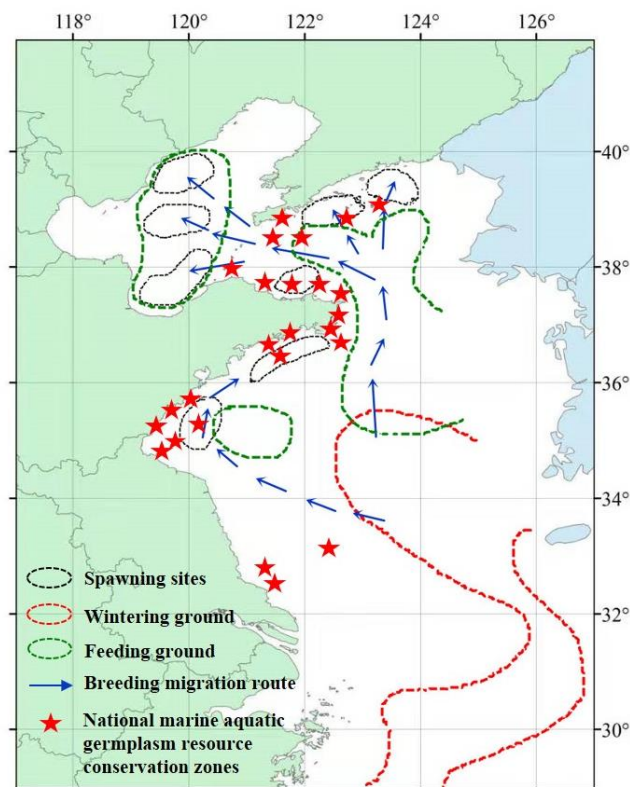 118° 120° 122° 124° 126°
40°
38°
36°
34°
32°
30°
Spawning sites
Wintering ground
Feeding ground
Breeding migration route
National marine aquatic
germplasm resource
conservation zones